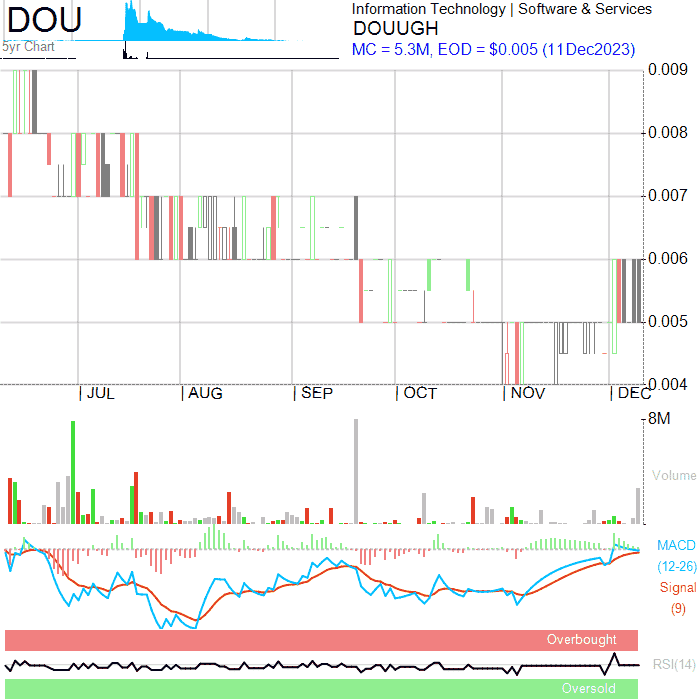 DOU
5yr Chart
Information Technology | Software & Services
DOUUGH
MC = 5.3M, EOD = $0.005 (11Dec2023)
0.009
0.008
0.007
0.006
0.005
0.004
| JUL | AUG | SEP | OCT | NOV | DEC
8M
Volume
MACD
(12-26)
Signal
(9)
Overbought
RSI(14)
Oversold